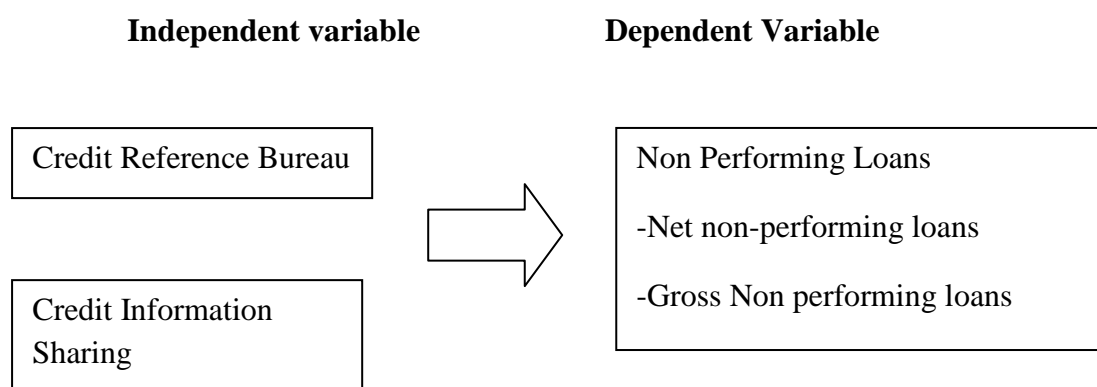 Independent variable
Dependent Variable
Credit Reference Bureau
Non Performing Loans
-Net non-performing loans
-Gross Non performing loans
Credit Information
Sharing